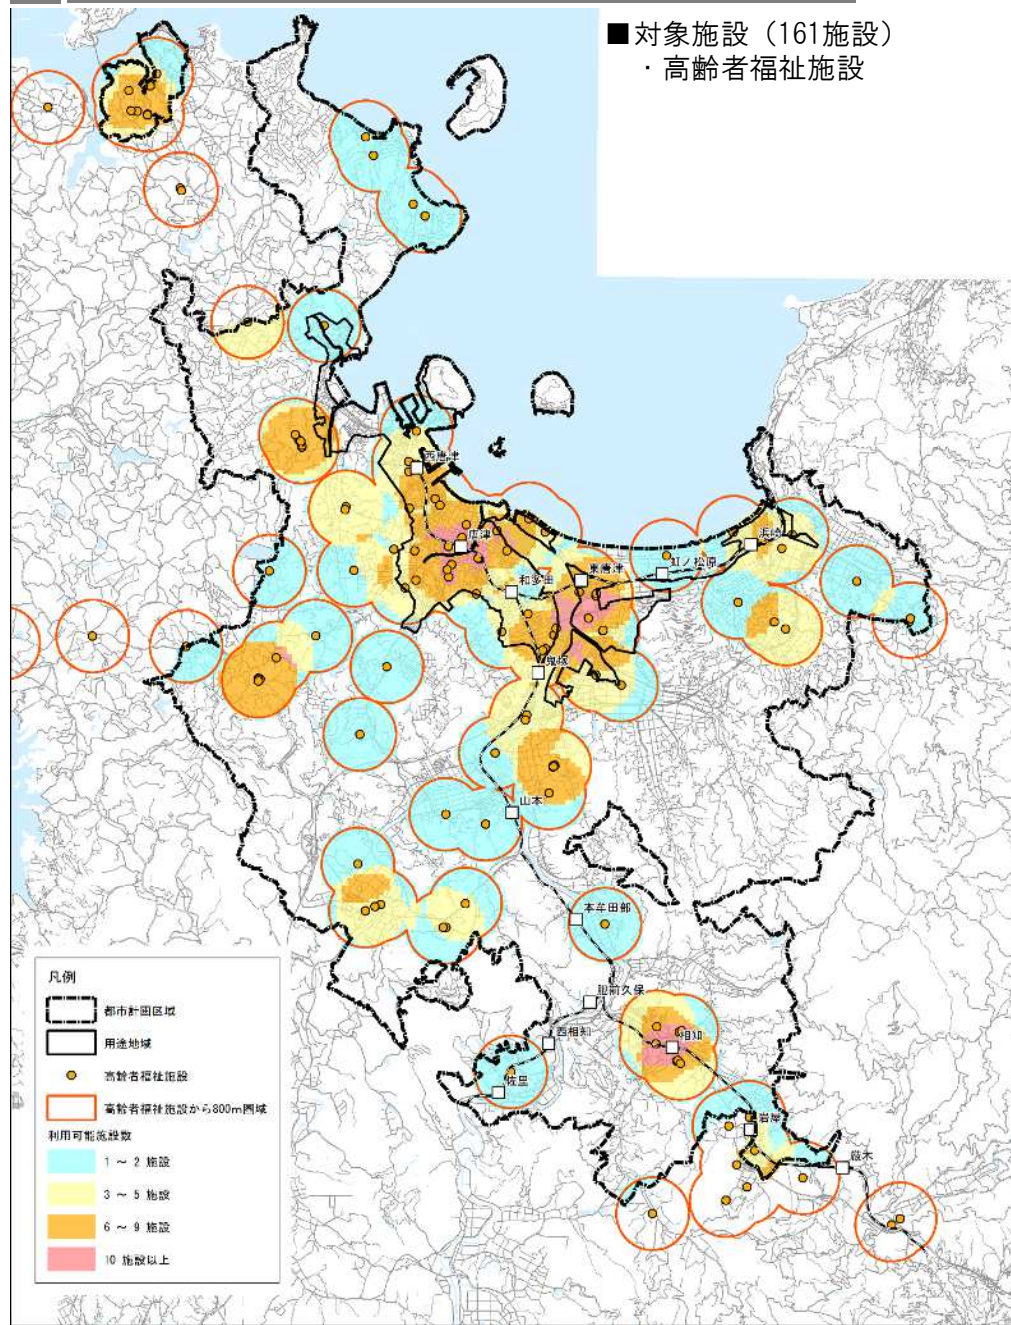 ■対象施設（161施設）
・高齢者福祉施設
西唐津
唐津
浜崎
虹ノ松原
東唐津
和多田
鬼塚
山本
本牟田部
肥前久保
西相知
相知
佐里
岩屋
厳木
凡例
都市計画区域
用途地域
高齢者福祉施設
高齢者福祉施設から800m圏域
利用可能施設数
1 ～ 2 施設
3 ～ 5 施設
6 ～ 9 施設
10 施設以上